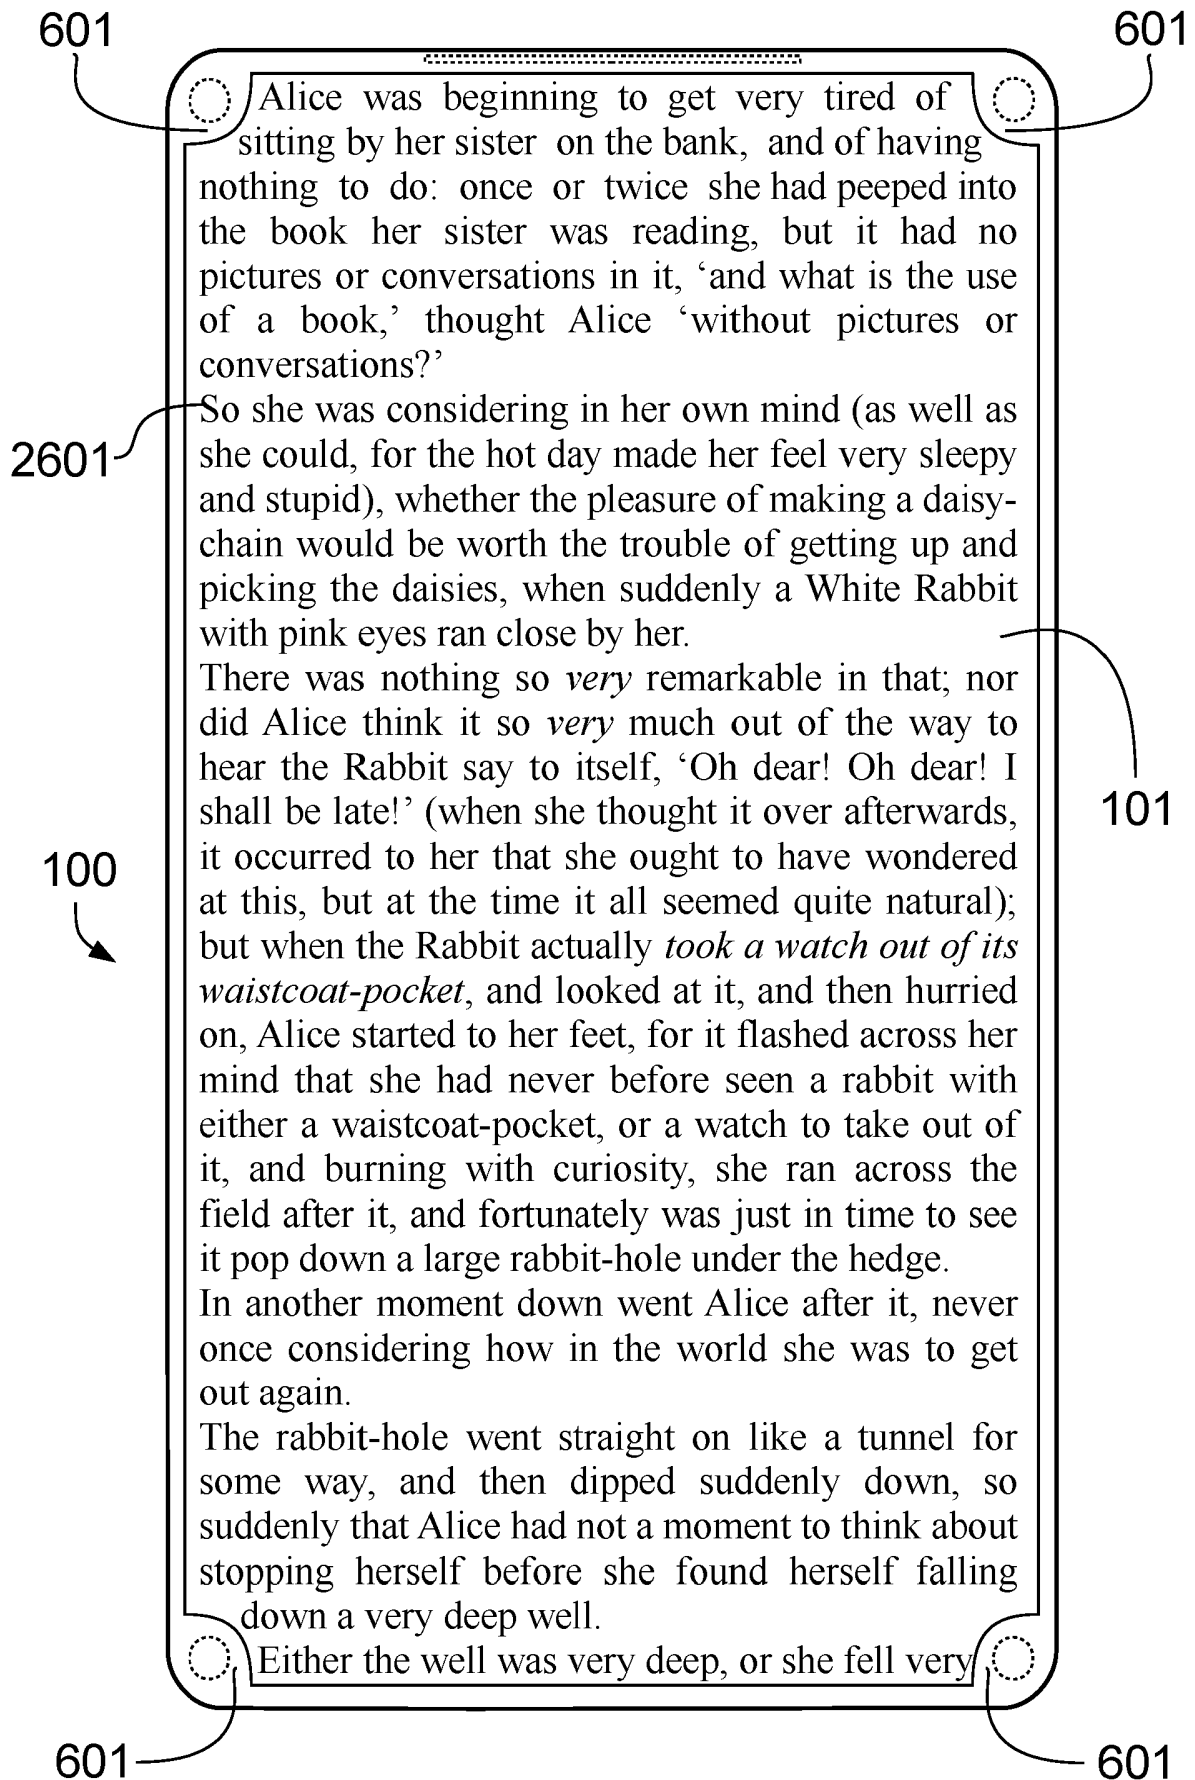 601
601
Alice was beginning to get very tired of
sitting by her sister on the bank, and of having
nothing to do: once or twice she had peeped into
the book her sister was reading, but it had no
pictures or conversations in it, ‘and what is the use
of a book,’ thought Alice ‘without pictures or
conversations?’
So she was considering in her own mind (as well as
2601
she could, for the hot day made her feel very sleepy
and stupid), whether the pleasure of making a daisy-
chain would be worth the trouble of getting up and
picking the daisies, when suddenly a White Rabbit
with pink eyes ran close by her.
There was nothing so very remarkable in that; nor
did Alice think it so very much out of the way to
hear the Rabbit say to itself, ‘Oh dear! Oh dear! I
shall be late!’ (when she thought it over afterwards,
101
it occurred to her that she ought to have wondered
100
at this, but at the time it all seemed quite natural);
but when the Rabbit actually took a watch out of its
waistcoat-pocket, and looked at it, and then hurried
on, Alice started to her feet, for it flashed across her
mind that she had never before seen a rabbit with
either a waistcoat-pocket, or a watch to take out of
it, and burning with curiosity, she ran across the
field after it, and fortunately was just in time to see
it pop down a large rabbit-hole under the hedge.
In another moment down went Alice after it, never
once considering how in the world she was to get
out again.
The rabbit-hole went straight on like a tunnel for
some way, and then dipped suddenly down, so
suddenly that Alice had not a moment to think about
stopping herself before she found herself falling
down a very deep well.
Either the well was very deep, or she fell very
601
601